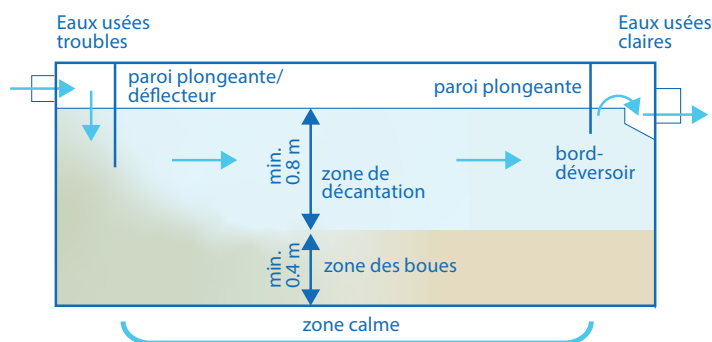 Eaux usées
troubles
Eaux usées
claires
paroi plongeante/
déflecteur
paroi plongeante
min.
0.8 m
zone de
décantation
bord-
déversoir
min.
0.4 m
zone des boues
zone calme